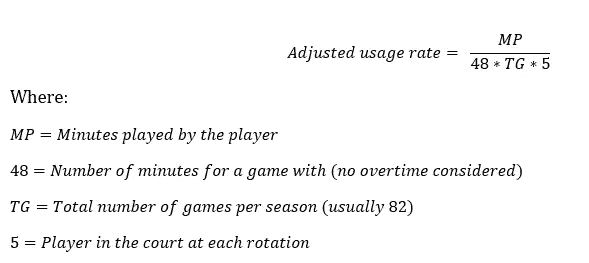 Adjusted usage rate = MP / 48 * TG * 5
Where:
MP = Minutes played by the player
48 = Number of minutes for a game with (no overtime considered)
TG = Total number of games per season (usually 82)
5 = Player in the court at each rotation